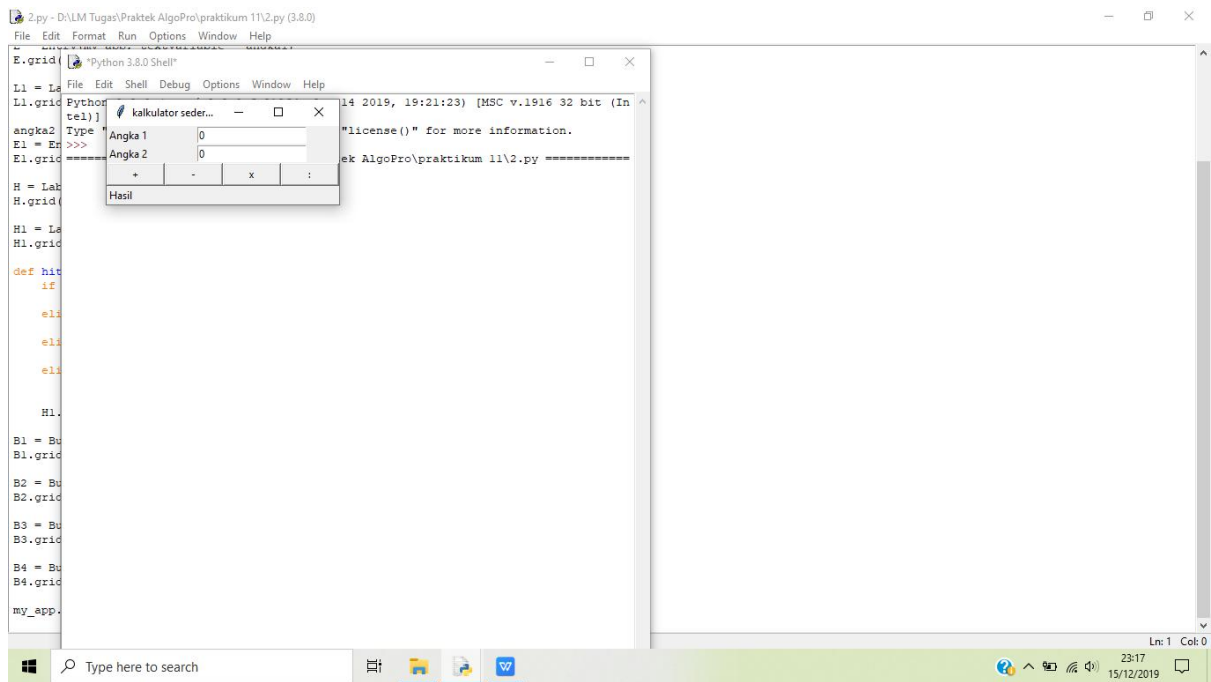 2.py - D:\LM Tugas\Praktek AlgoPro\praktikum 11\2.py (3.8.0)
File Edit Format Run Options Window Help
E.grid(
L1 = La
L1.grid
angka2
E1 = En
E1.grid
H = Lab
H.grid(
H1 = La
H1.grid
def hit
if
eli
eli
eli
H1.
B1 = Bu
B1.grid
B2 = Bu
B2.grid
B3 = Bu
B3.grid
B4 = Bu
B4.grid
my_app.
*Python 3.8.0 Shell*
File Edit Shell Debug Options Window Help
Python 14 2019, 19:21:23) [MSC v.1916 32 bit (In
tel)]
Type " "license()" for more information.
>>>
====== ek AlgoPro\praktikum 11\2.py ============
kalkulator seder...
Angka 1 0
Angka 2 0
+ - x :
Hasil
Ln: 1 Col: 0
Type here to search
23:17
15/12/2019